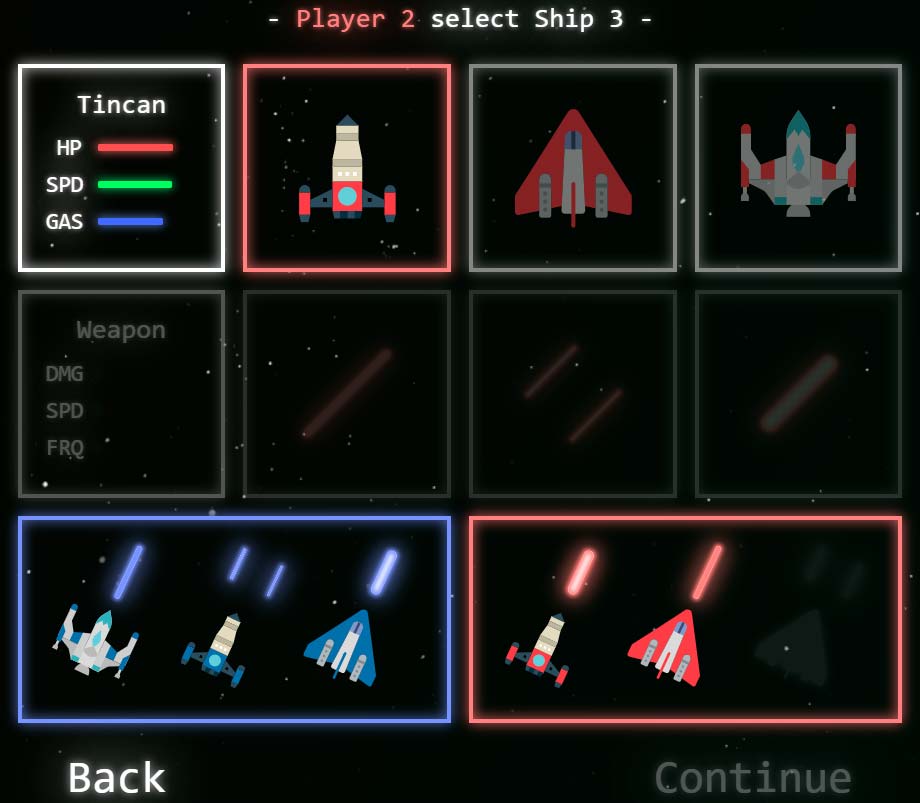 - Player 2 select Ship 3 -
Tincan
HP
SPD
GAS
Weapon
DMG
SPD
FRQ
Back
Continue